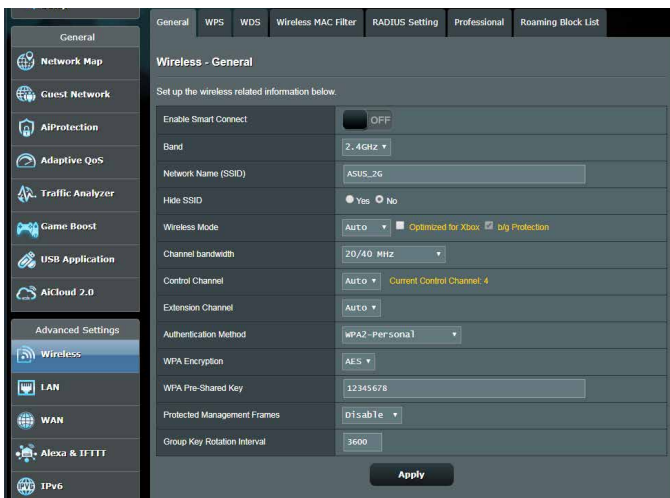 General
Network Map
Guest Network
AiProtection
Adaptive QoS
Traffic Analyzer
Game Boost
USB Application
AiCloud 2.0
Advanced Settings
Wireless
LAN
WAN
Alexa & IFTTT
IPv6
General WPS WDS Wireless MAC Filter RADIUS Setting Professional Roaming Block List
Wireless - General
Set up the wireless related information below.
Enable Smart Connect OFF
Band 2.4GHz
Network Name (SSID) ASUS_2G
Hide SSID Yes No
Wireless Mode Auto Optimized for Xbox b/g Protection
Channel bandwidth 20/40 MHz
Control Channel Auto Current Control Channel: 4
Extension Channel Auto
Authentication Method WPA2-Personal
WPA Encryption AES
WPA Pre-Shared Key 12345678
Protected Management Frames Disable
Group Key Rotation Interval 3600
Apply